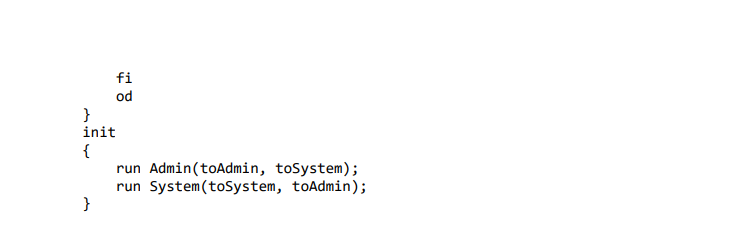 fi
    od
}
init
{
    run Admin(toAdmin, toSystem);
    run System(toSystem, toAdmin);
}